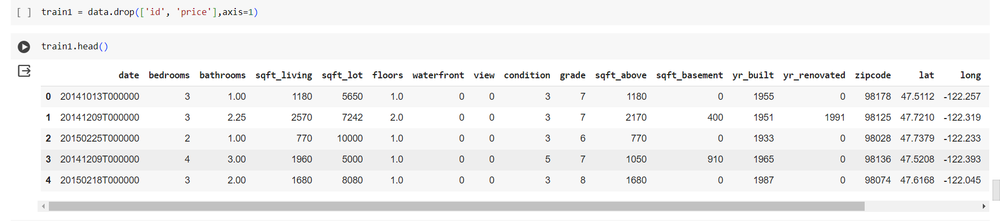 [ ] train1 = data.drop(['id', 'price'],axis=1)
train1.head()
date bedrooms bathrooms sqft_living sqft_lot floors waterfront view condition grade sqft_above sqft_basement yr_built yr_renovated zipcode lat long
0 20141013T000000 3 1.00 1180 5650 1.0 0 0 3 7 1180 0 1955 0 98178 47.5112 -122.257
1 20141209T000000 3 2.25 2570 7242 2.0 0 0 3 7 2170 400 1951 1991 98125 47.7210 -122.319
2 20150225T000000 2 1.00 770 10000 1.0 0 0 3 6 770 0 1933 0 98028 47.7379 -122.233
3 20141209T000000 4 3.00 1960 5000 1.0 0 0 5 7 1050 910 1965 0 98136 47.5208 -122.393
4 20150218T000000 3 2.00 1680 8080 1.0 0 0 3 8 1680 0 1987 0 98074 47.6168 -122.045